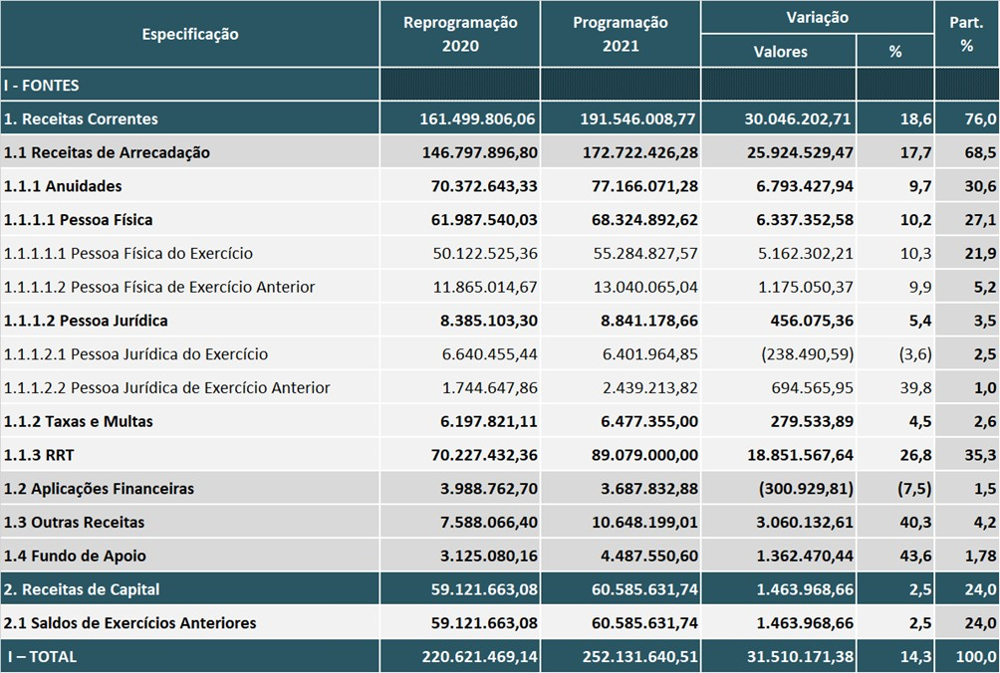 Especificação Reprogramação 2020 Programação 2021 Variação Part. %
Valores %
I - FONTES
1. Receitas Correntes 161.499.806,06 191.546.008,77 30.046.202,71 18,6 76,0
1.1 Receitas de Arrecadação 146.797.896,80 172.722.426,28 25.924.529,47 17,7 68,5
1.1.1 Anuidades 70.372.643,33 77.166.071,28 6.793.427,94 9,7 30,6
1.1.1.1 Pessoa Física 61.987.540,03 68.324.892,62 6.337.352,58 10,2 27,1
1.1.1.1.1 Pessoa Física do Exercício 50.122.525,36 55.284.827,57 5.162.302,21 10,3 21,9
1.1.1.1.2 Pessoa Física de Exercício Anterior 11.865.014,67 13.040.065,04 1.175.050,37 9,9 5,2
1.1.1.2 Pessoa Jurídica 8.385.103,30 8.841.178,66 456.075,36 5,4 3,5
1.1.1.2.1 Pessoa Jurídica do Exercício 6.640.455,44 6.401.964,85 (238.490,59) (3,6) 2,5
1.1.1.2.2 Pessoa Jurídica de Exercício Anterior 1.744.647,86 2.439.213,82 694.565,95 39,8 1,0
1.1.2 Taxas e Multas 6.197.821,11 6.477.355,00 279.533,89 4,5 2,6
1.1.3 RRT 70.227.432,36 89.079.000,00 18.851.567,64 26,8 35,3
1.2 Aplicações Financeiras 3.988.762,70 3.687.832,88 (300.929,81) (7,5) 1,5
1.3 Outras Receitas 7.588.066,40 10.648.199,01 3.060.132,61 40,3 4,2
1.4 Fundo de Apoio 3.125.080,16 4.487.550,60 1.362.470,44 43,6 1,78
2. Receitas de Capital 59.121.663,08 60.585.631,74 1.463.968,66 2,5 24,0
2.1 Saldos de Exercícios Anteriores 59.121.663,08 60.585.631,74 1.463.968,66 2,5 24,0
I – TOTAL 220.621.469,14 252.131.640,51 31.510.171,38 14,3 100,0